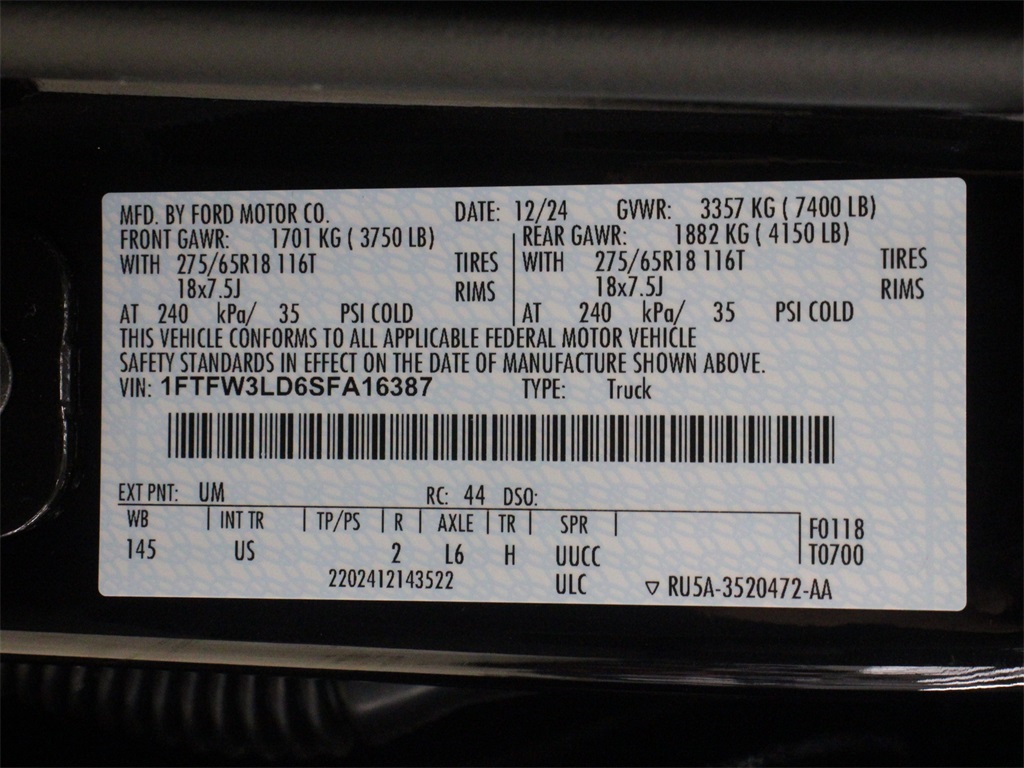 MFD. BY FORD MOTOR CO. DATE: 12/24 GVWR: 3357 KG ( 7400 LB)
FRONT GAWR: 1701 KG ( 3750 LB) REAR GAWR: 1882 KG ( 4150 LB)
WITH 275/65R18 116T TIRES WITH 275/65R18 116T TIRES
18x7.5J RIMS 18x7.5J RIMS
AT 240 kPa/ 35 PSI COLD AT 240 kPa/ 35 PSI COLD
THIS VEHICLE CONFORMS TO ALL APPLICABLE FEDERAL MOTOR VEHICLE
SAFETY STANDARDS IN EFFECT ON THE DATE OF MANUFACTURE SHOWN ABOVE.
VIN: 1FTFW3LD6SFA16387 TYPE: Truck
EXT PNT: UM RC: 44 DSO:
WB INT TR TP/PS R AXLE TR SPR F0118
145 US 2 L6 H UUCC T0700
2202412143522 ULC ▽ RU5A-3520472-AA